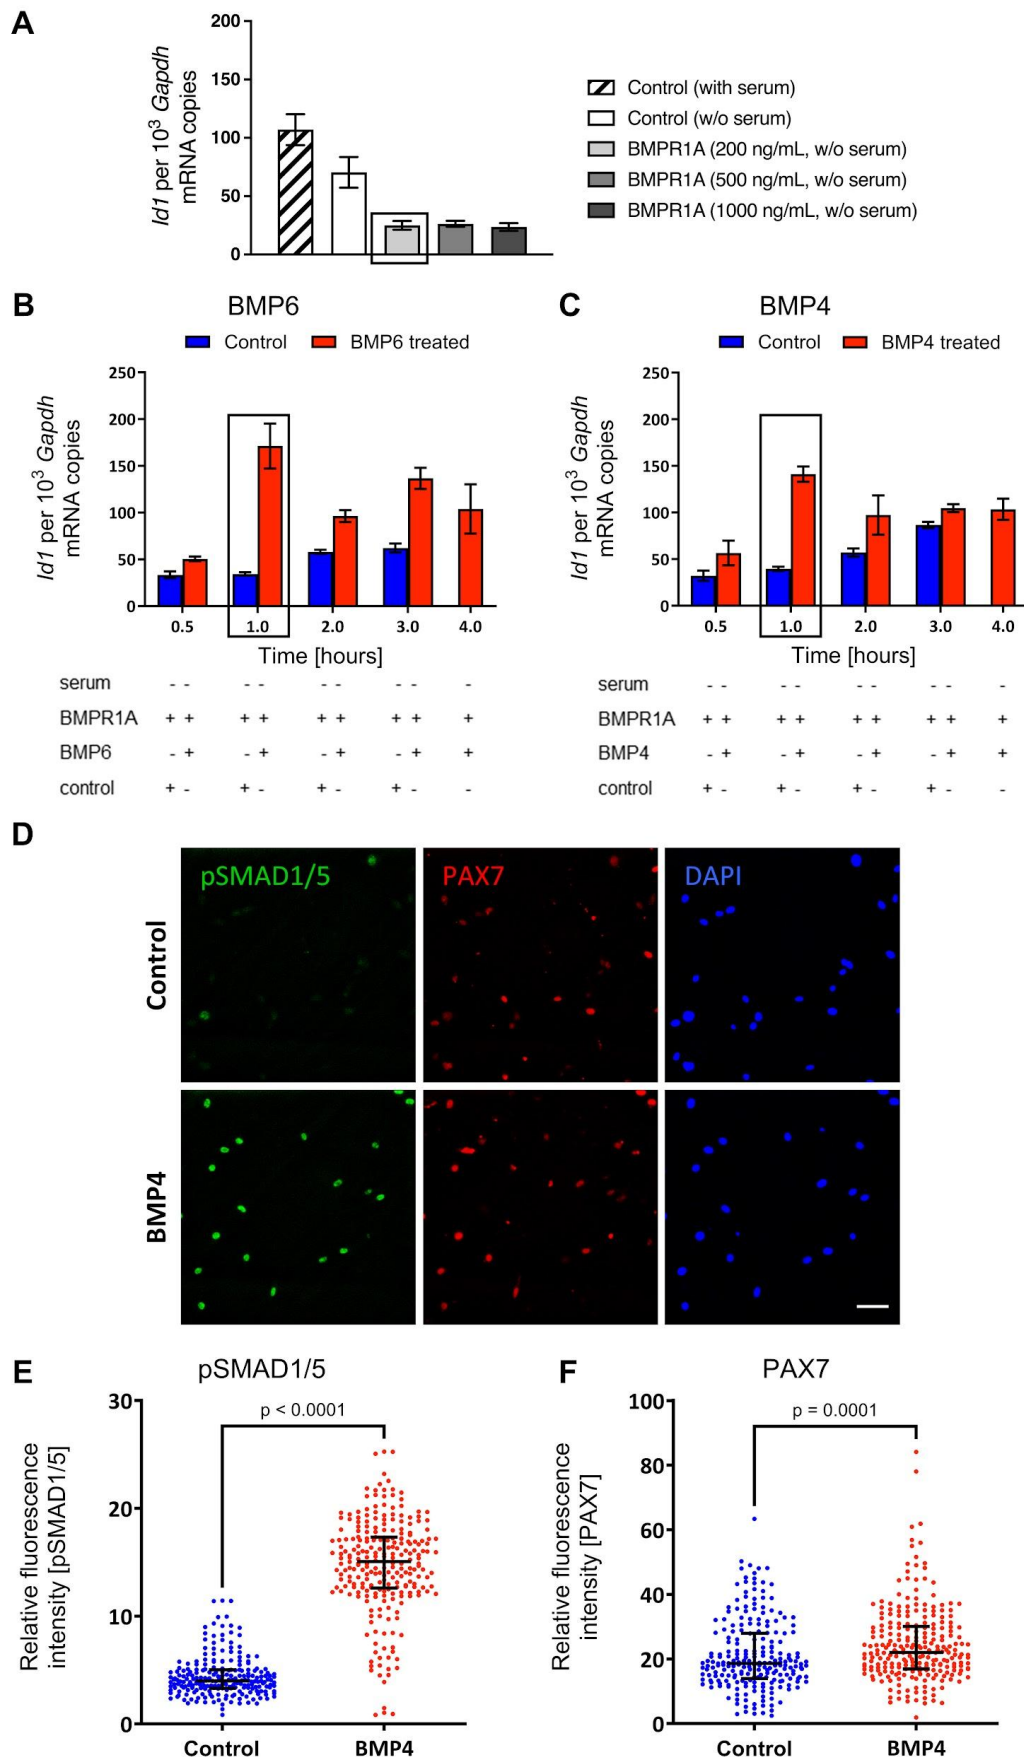 A
200
150
100
50
0
Id1 per 10³ Gapdh
mRNA copies
Control (with serum)
Control (w/o serum)
BMPR1A (200 ng/mL, w/o serum)
BMPR1A (500 ng/mL, w/o serum)
BMPR1A (1000 ng/mL, w/o serum)
B
BMP6
Control
BMP6 treated
250
200
150
100
50
0
Id1 per 10³ Gapdh
mRNA copies
0.5 1.0 2.0 3.0 4.0
Time [hours]
serum - - - - - - - - -
BMPR1A + + + + + + + + +
BMP6 - + - + - + - + +
control + - + - + - + - -
C
BMP4
Control
BMP4 treated
250
200
150
100
50
0
Id1 per 10³ Gapdh
mRNA copies
0.5 1.0 2.0 3.0 4.0
Time [hours]
serum - - - - - - - - -
BMPR1A + + + + + + + + +
BMP4 - + - + - + - + +
control + - + - + - + - -
D
pSMAD1/5
PAX7
DAPI
Control
BMP4
E
pSMAD1/5
p < 0.0001
30
20
10
0
Relative fluorescence
intensity [pSMAD1/5]
Control BMP4
F
PAX7
p = 0.0001
100
80
60
40
20
0
Relative fluorescence
intensity [PAX7]
Control BMP4